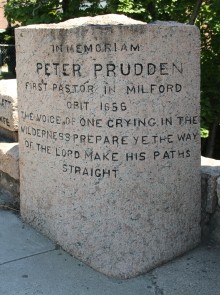 IN MEMORIAM
PETER PRUDDEN
FIRST PASTOR IN MILFORD
OBIT 1656
THE VOICE OF ONE CRYING IN THE
WILDERNESS PREPARE YE THE WAY
OF THE LORD MAKE HIS PATHS
STRAIGHT